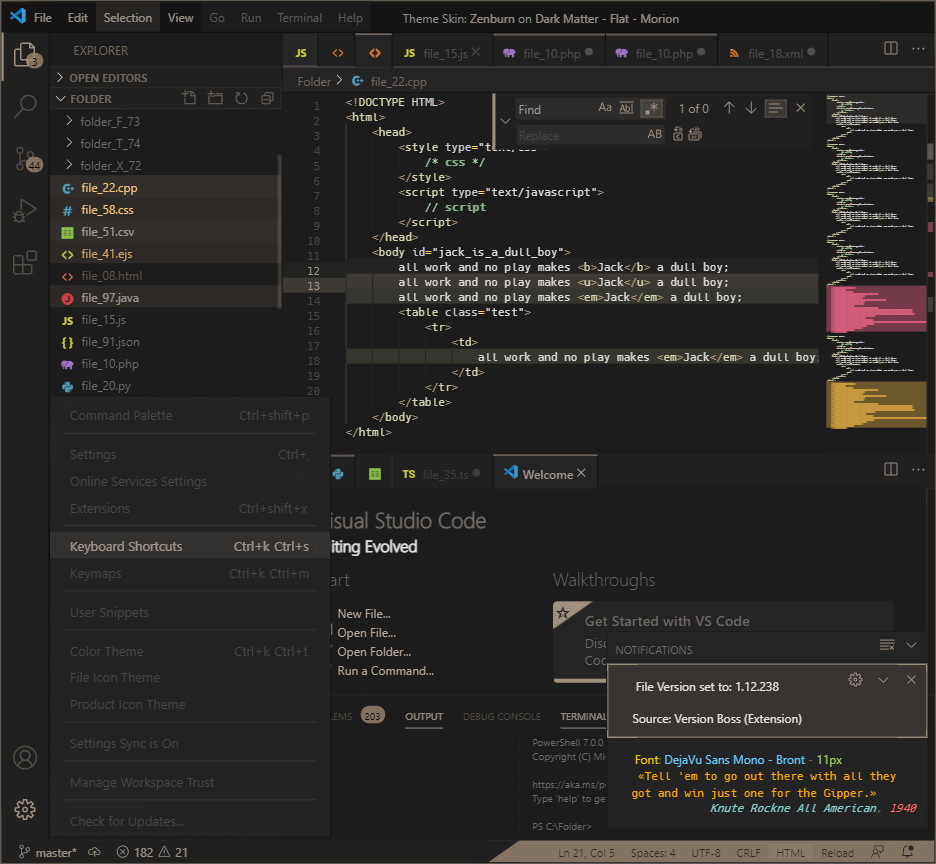 File Edit Selection View Go Run Terminal Help Theme Skin: Zenburn on Dark Matter - Flat - Morion
3
EXPLORER
JS JS file_15.js file_10.php file_10.php file_18.xml
OPEN EDITORS
Folder > file_22.cpp
FOLDER
folder_F_73
folder_T_74
folder_X_72
file_22.cpp
file_58.css
file_51.csv
file_41.ejs
file_08.html
file_97.java
JS file_15.js
file_91.json
file_10.php
file_20.py
44
Find Aa Abl .* 1 of 0
Replace AB
1 <!DOCTYPE HTML>
2 <html>
3 <head>
4 <style type="text/css"
5 /* css */
6 </style>
7 <script type="text/javascript">
8 // script
9 </script>
10 </head>
11 <body id="jack_is_a_dull_boy">
12 all work and no play makes <b>Jack</b> a dull boy;
13 all work and no play makes <u>Jack</u> a dull boy;
14 all work and no play makes <em>Jack</em> a dull boy;
15 <table class="test">
16 <tr>
17 <td>
18 all work and no play makes <em>Jack</em> a dull boy;
19 </td>
20 </tr>
</table>
</body>
</html>
Command Palette Ctrl+shift+p
Settings Ctrl+,
Online Services Settings
Extensions Ctrl+shift+x
Keyboard Shortcuts Ctrl+k Ctrl+s
Keymaps Ctrl+k Ctrl+m
User Snippets
Color Theme Ctrl+k Ctrl+t
File Icon Theme
Product Icon Theme
Settings Sync is On
Manage Workspace Trust
Check for Updates...
TS file_35.ts Welcome
isual Studio Code
iting Evolved
art
New File...
Open File...
Open Folder...
Run a Command...
Walkthroughs
Get Started with VS Code
Disc
Coc
LEMS 203 OUTPUT DEBUG CONSOLE TERMINAL
PowerShell 7.0.0
Copyright (C) Mi
https://aka.ms/p
Type 'help' to ge
PS C:\Folder>
NOTIFICATIONS
File Version set to: 1.12.238
Source: Version Boss (Extension)
Font: DejaVu Sans Mono - Bront - 11px
«Tell 'em to go out there with all they
got and win just one for the Gipper.»
Knute Rockne All American, 1940
master* 182 21 Ln 21, Col 5 Spaces: 4 UTF-8 CRLF HTML Reload